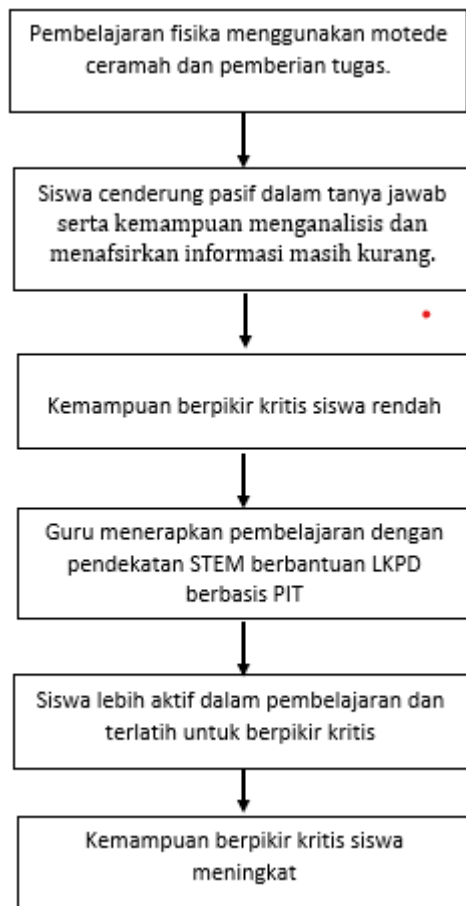 Pembelajaran fisika menggunakan motede
ceramah dan pemberian tugas.
Siswa cenderung pasif dalam tanya jawab
serta kemampuan menganalisis dan
menafsirkan informasi masih kurang.
Kemampuan berpikir kritis siswa rendah
Guru menerapkan pembelajaran dengan
pendekatan STEM berbantuan LKPD
berbasis PIT
Siswa lebih aktif dalam pembelajaran dan
terlatih untuk berpikir kritis
Kemampuan berpikir kritis siswa
meningkat